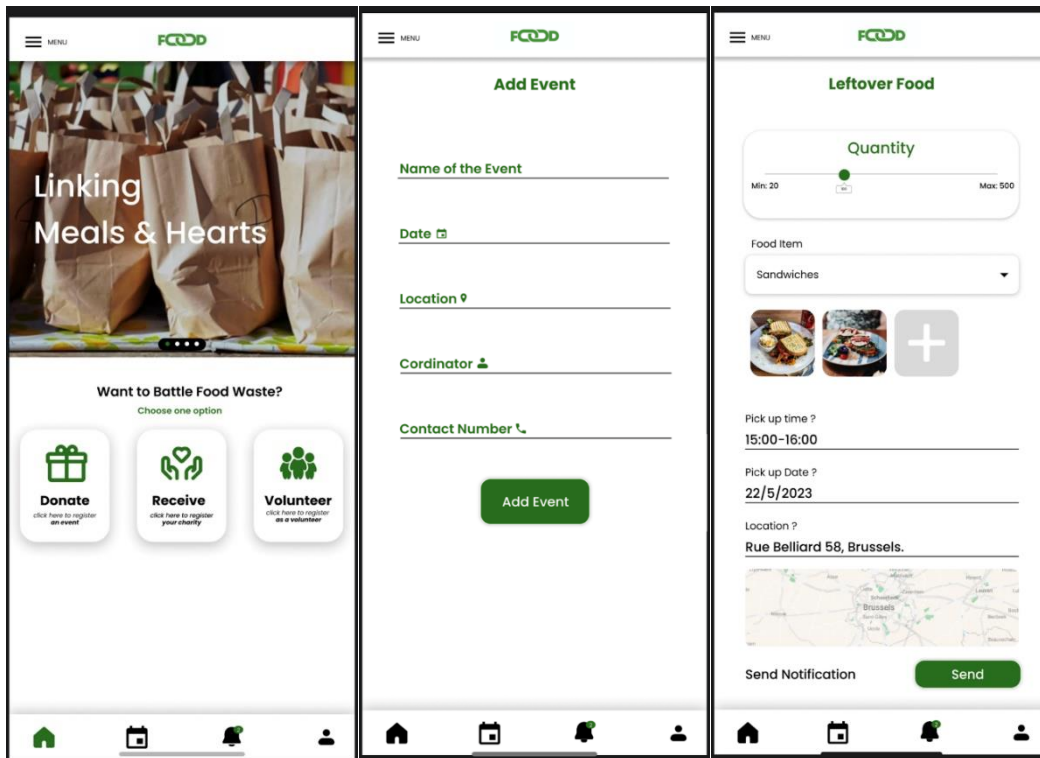 MENU
FOOOD
Linking
Meals & Hearts
Want to Battle Food Waste?
Choose one option
Donate
click here to register
an event
Receive
click here to register
your charity
Volunteer
click here to register
as a volunteer
MENU
FOOOD
Add Event
Name of the Event
Date
Location
Cordinator
Contact Number
Add Event
MENU
FOOOD
Leftover Food
Quantity
Min: 20
Max: 500
Food Item
Sandwiches
Pick up time ?
15:00-16:00
Pick up Date ?
22/5/2023
Location ?
Rue Belliard 58, Brussels.
Brussels
Send Notification
Send